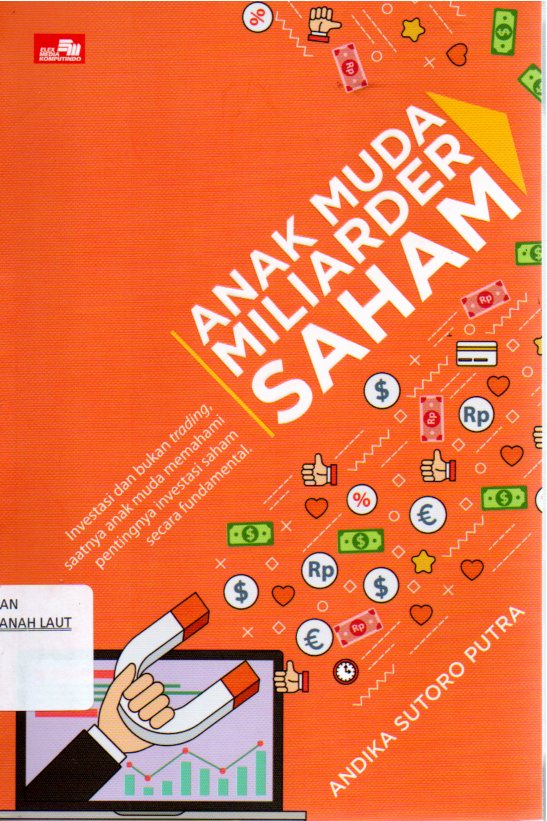 ELEX
MEDIA
KOMPUTINDO
%
Rp
ANAK MUDA
MILIARDER
SAHAM
Investasi dan bukan trading,
saatnya anak muda memahami
pentingnya investasi saham
secara fundamental.
$
$
$
Rp
$
Rp
Rp
%
€
$
$
$
Rp
$
$
€
Rp
AN
ANAH LAUT
ANDIKA SUTORO PUTRA